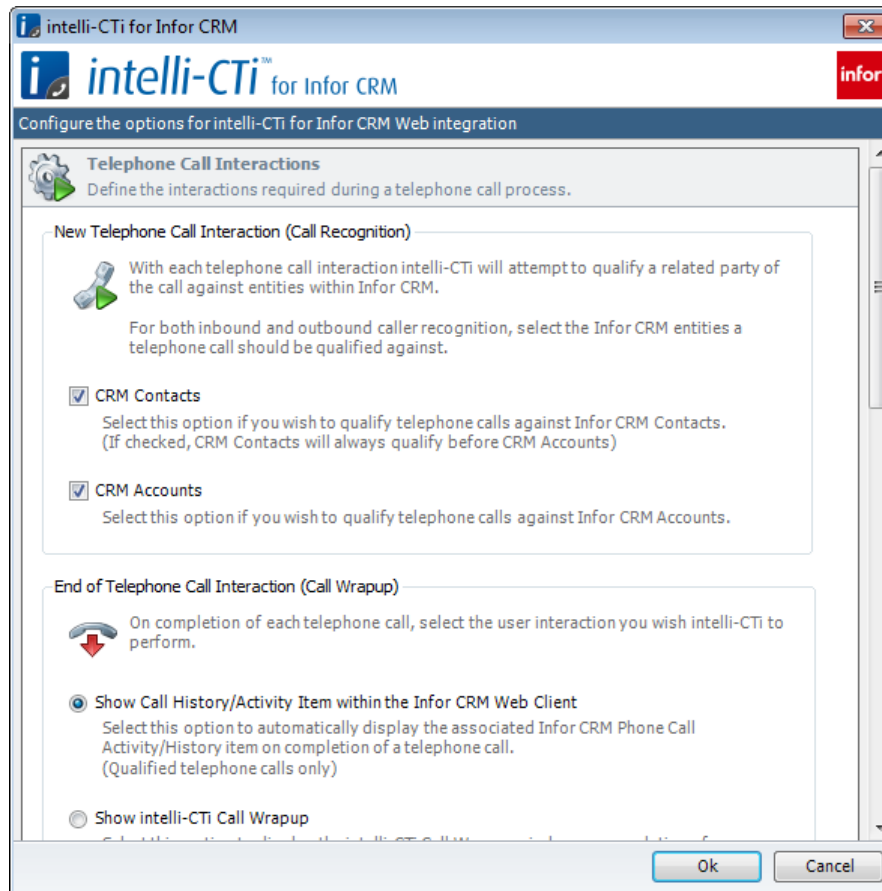 intelli-CTi for Infor CRM
intelli-CTi™ for Infor CRM
infor
Configure the options for intelli-CTi for Infor CRM Web integration
Telephone Call Interactions
Define the interactions required during a telephone call process.
New Telephone Call Interaction (Call Recognition)
With each telephone call interaction intelli-CTi will attempt to qualify a related party of
the call against entities within Infor CRM.
For both inbound and outbound caller recognition, select the Infor CRM entities a
telephone call should be qualified against.
CRM Contacts
Select this option if you wish to qualify telephone calls against Infor CRM Contacts.
(If checked, CRM Contacts will always qualify before CRM Accounts)
CRM Accounts
Select this option if you wish to qualify telephone calls against Infor CRM Accounts.
End of Telephone Call Interaction (Call Wrapup)
On completion of each telephone call, select the user interaction you wish intelli-CTi to
perform.
Show Call History/Activity Item within the Infor CRM Web Client
Select this option to automatically display the associated Infor CRM Phone Call
Activity/History item on completion of a telephone call.
(Qualified telephone calls only)
Show intelli-CTi Call Wrapup
Ok
Cancel